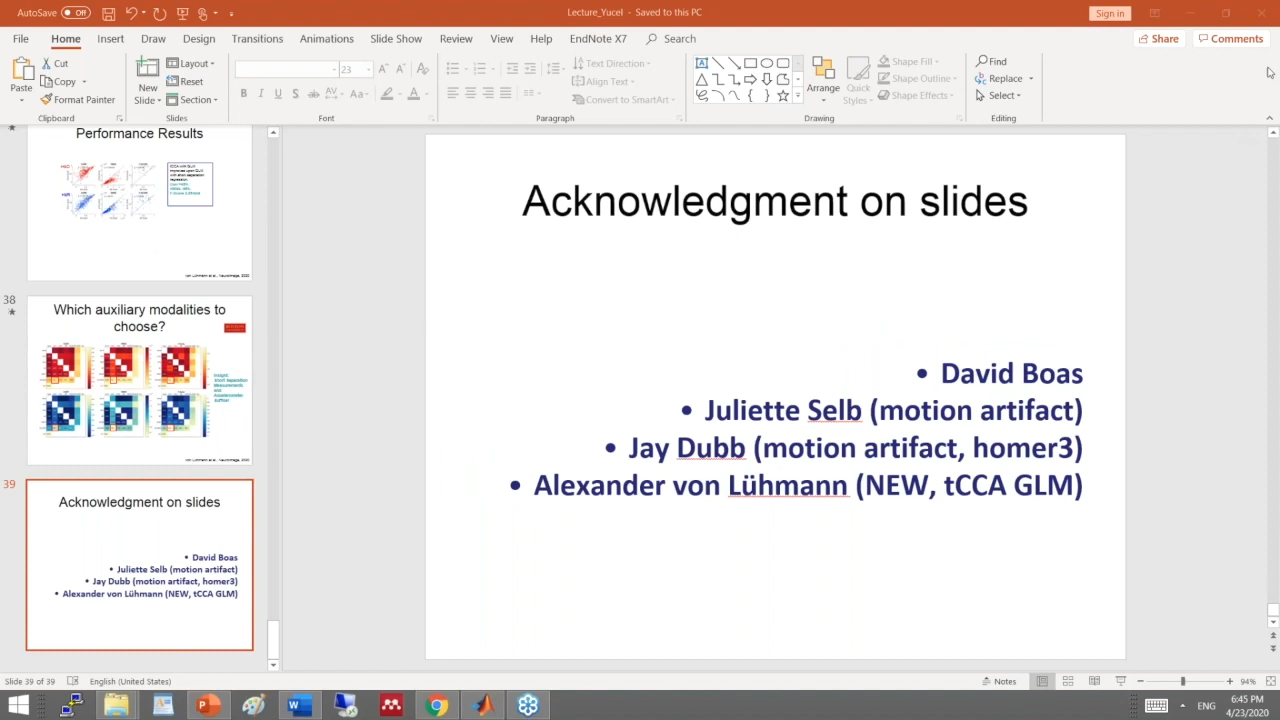 AutoSave Off Lecture_Yucel - Saved to this PC Sign in
File Home Insert Draw Design Transitions Animations Slide Show Review View Help EndNote X7 Search Share Comments
Paste Cut Copy Format Painter
New Slide Layout Reset Section
23
B I U S
Aa A
Text Direction
Align Text
Convert to SmartArt
Arrange Quick Styles
Shape Fill
Shape Outline
Shape Effects
Find
Replace
Select
Clipboard Slides Font Paragraph Drawing Editing
Performance Results
38
Which auxiliary modalities to
choose?
39
Acknowledgment on slides
• David Boas
• Juliette Selb (motion artifact)
• Jay Dubb (motion artifact, homer3)
• Alexander von Lühmann (NEW, tCCA GLM)
Acknowledgment on slides
• David Boas
• Juliette Selb (motion artifact)
• Jay Dubb (motion artifact, homer3)
• Alexander von Lühmann (NEW, tCCA GLM)
Slide 39 of 39 English (United States) Notes 94%
ENG 6:45 PM
4/23/2020